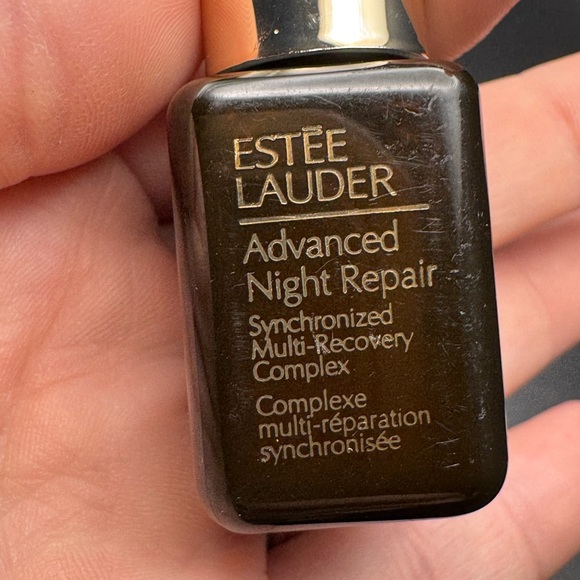 ESTĒE
LAUDER
Advanced
Night Repair
Synchronized
Multi-Recovery
Complex
Complexe
multi-réparation
synchronisée